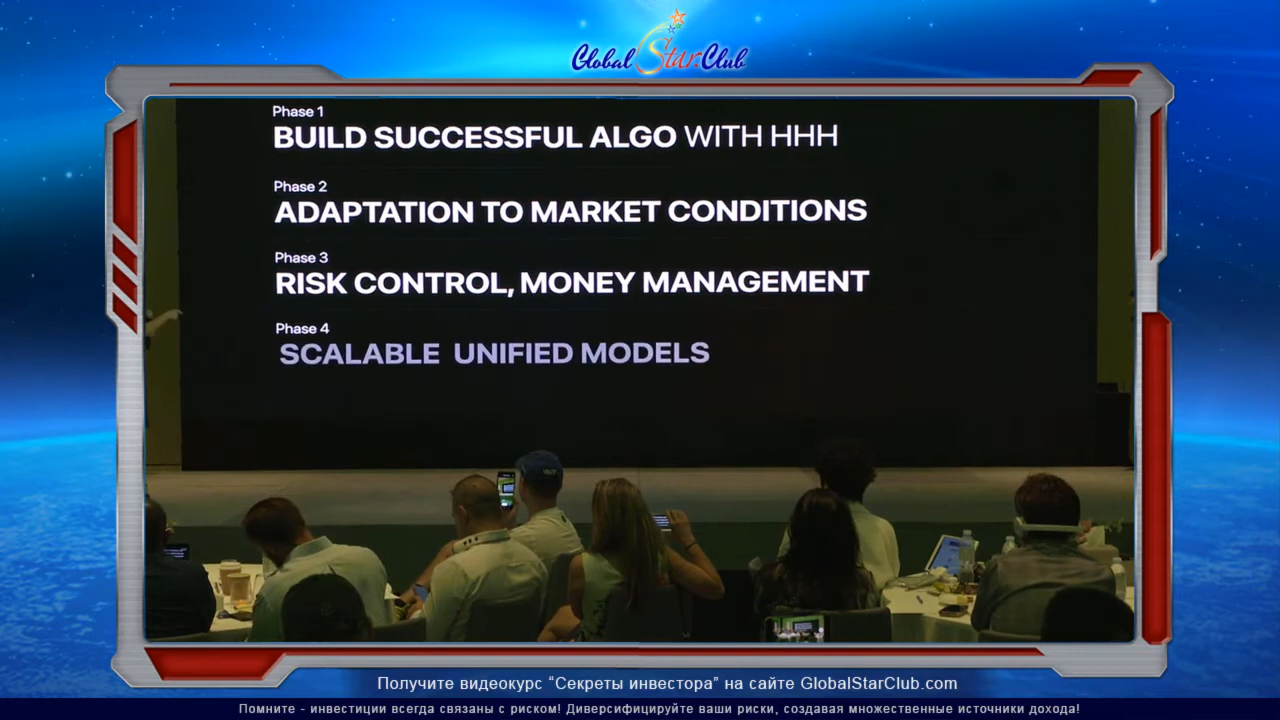 Global Star Club
Phase 1
BUILD SUCCESSFUL ALGO WITH HHH
Phase 2
ADAPTATION TO MARKET CONDITIONS
Phase 3
RISK CONTROL, MONEY MANAGEMENT
Phase 4
SCALABLE UNIFIED MODELS
Получите видеокурс “Секреты инвестора” на сайте GlobalStarClub.com
Помните - инвестиции всегда связаны с риском! Диверсифицируйте ваши риски, создавая множественные источники дохода!